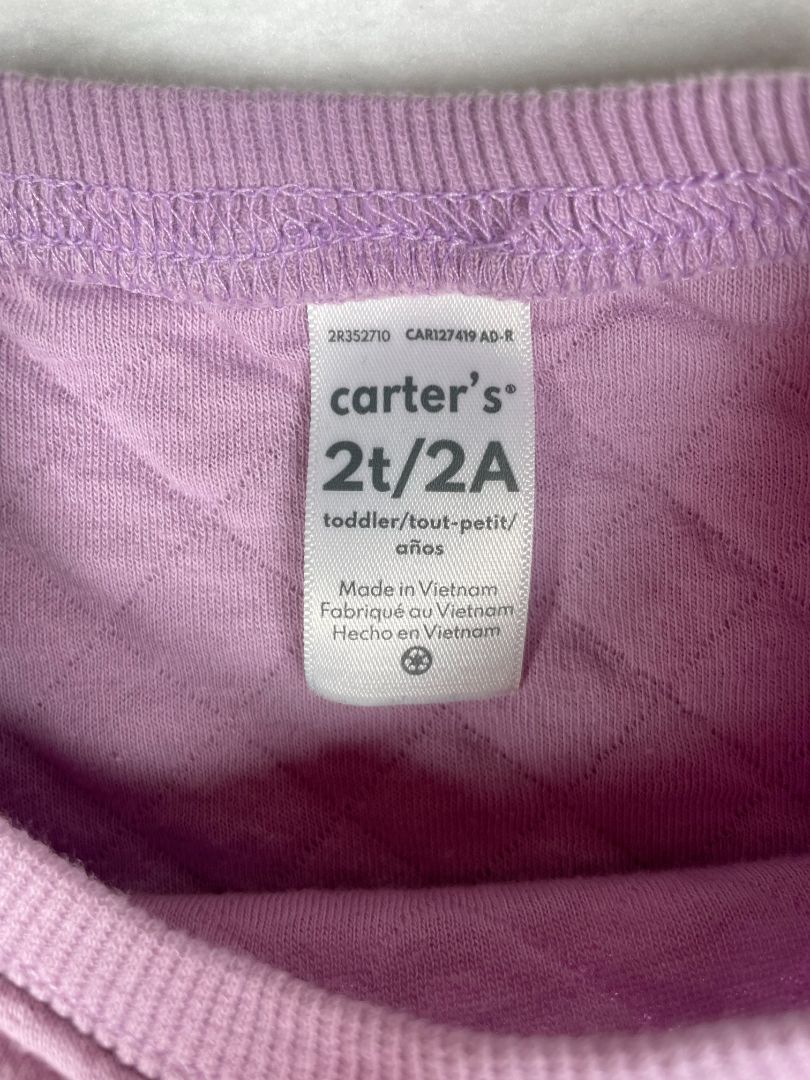 2R352710 CAR127419 AD-R
carter's®
2t/2A
toddler/tout-petit/
años
Made in Vietnam
Fabriqué au Vietnam
Hecho en Vietnam